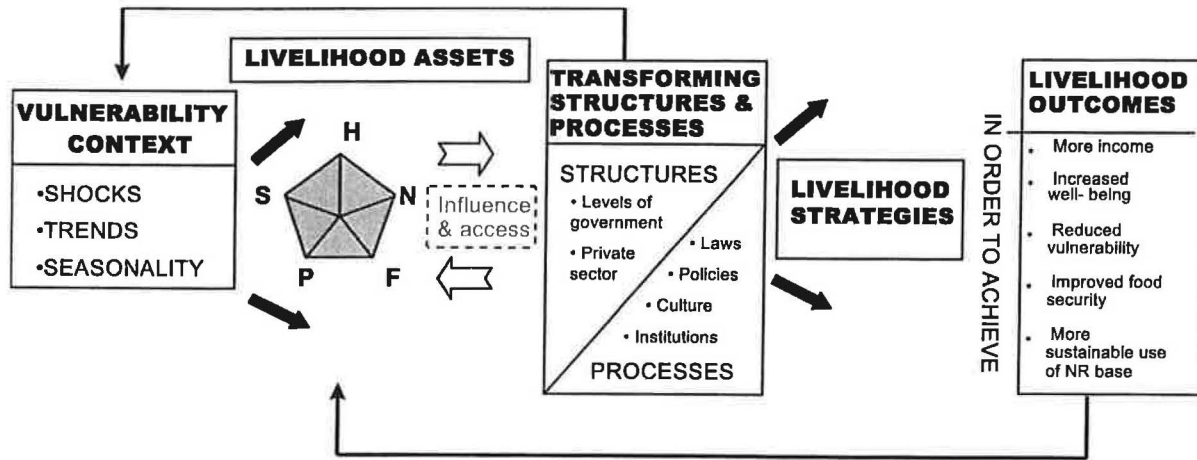 LIVELIHOOD ASSETS
VULNERABILITY
CONTEXT
•SHOCKS
•TRENDS
•SEASONALITY
H
S
N
P
F
Influence
& access
TRANSFORMING
STRUCTURES &
PROCESSES
STRUCTURES
• Levels of
government
• Private
sector
• Laws
• Policies
• Culture
• Institutions
PROCESSES
LIVELIHOOD
STRATEGIES
IN ORDER TO ACHIEVE
LIVELIHOOD
OUTCOMES
• More income
• Increased
well- being
• Reduced
vulnerability
• Improved food
security
• More
sustainable use
of NR base